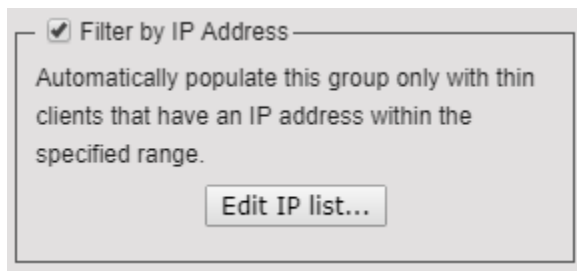 Filter by IP Address
Automatically populate this group only with thin
clients that have an IP address within the
specified range.
Edit IP list...